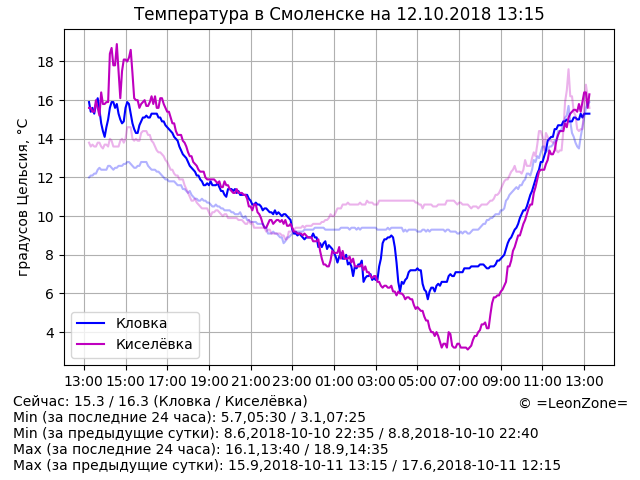 Температура в Смоленске на 12.10.2018 13:15
градусов Цельсия, °C
18
16
14
12
10
8
6
4
Кловка
Киселёвка
13:00 15:00 17:00 19:00 21:00 23:00 01:00 03:00 05:00 07:00 09:00 11:00 13:00
Сейчас: 15.3 / 16.3 (Кловка / Киселёвка)
© =LeonZone=
Min (за последние 24 часа): 5.7,05:30 / 3.1,07:25
Min (за предыдущие сутки): 8.6,2018-10-10 22:35 / 8.8,2018-10-10 22:40
Max (за последние 24 часа): 16.1,13:40 / 18.9,14:35
Max (за предыдущие сутки): 15.9,2018-10-11 13:15 / 17.6,2018-10-11 12:15